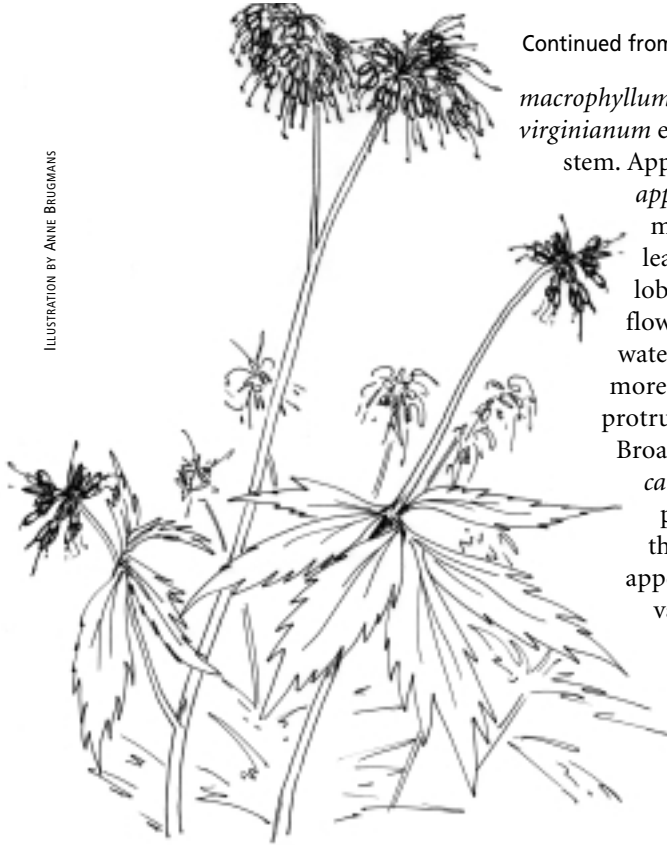 ILLUSTRATION BY ANNE BRUGMANS
Continued from
macrophyllum
virginianum e
stem. App
app
m
lea
lob
flow
wate
more
protru
Broa
ca
p
th
app
va